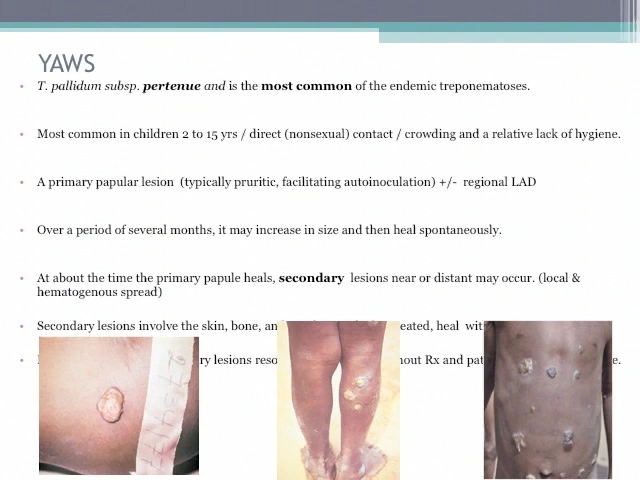 YAWS
• T. pallidum subsp. pertenue and is the most common of the endemic treponematoses.
• Most common in children 2 to 15 yrs / direct (nonsexual) contact / crowding and a relative lack of hygiene.
• A primary papular lesion (typically pruritic, facilitating autoinoculation) +/- regional LAD
• Over a period of several months, it may increase in size and then heal spontaneously.
• At about the time the primary papule heals, secondary lesions near or distant may occur. (local &
hematogenous spread)
• Secondary lesions involve the skin, bone, heal
• lesions Rx and